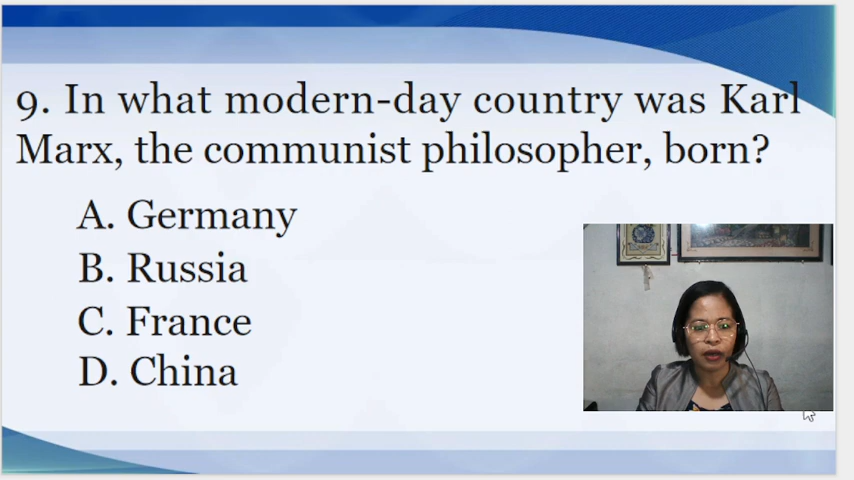 9. In what modern-day country was Karl
Marx, the communist philosopher, born?
A. Germany
B. Russia
C. France
D. China